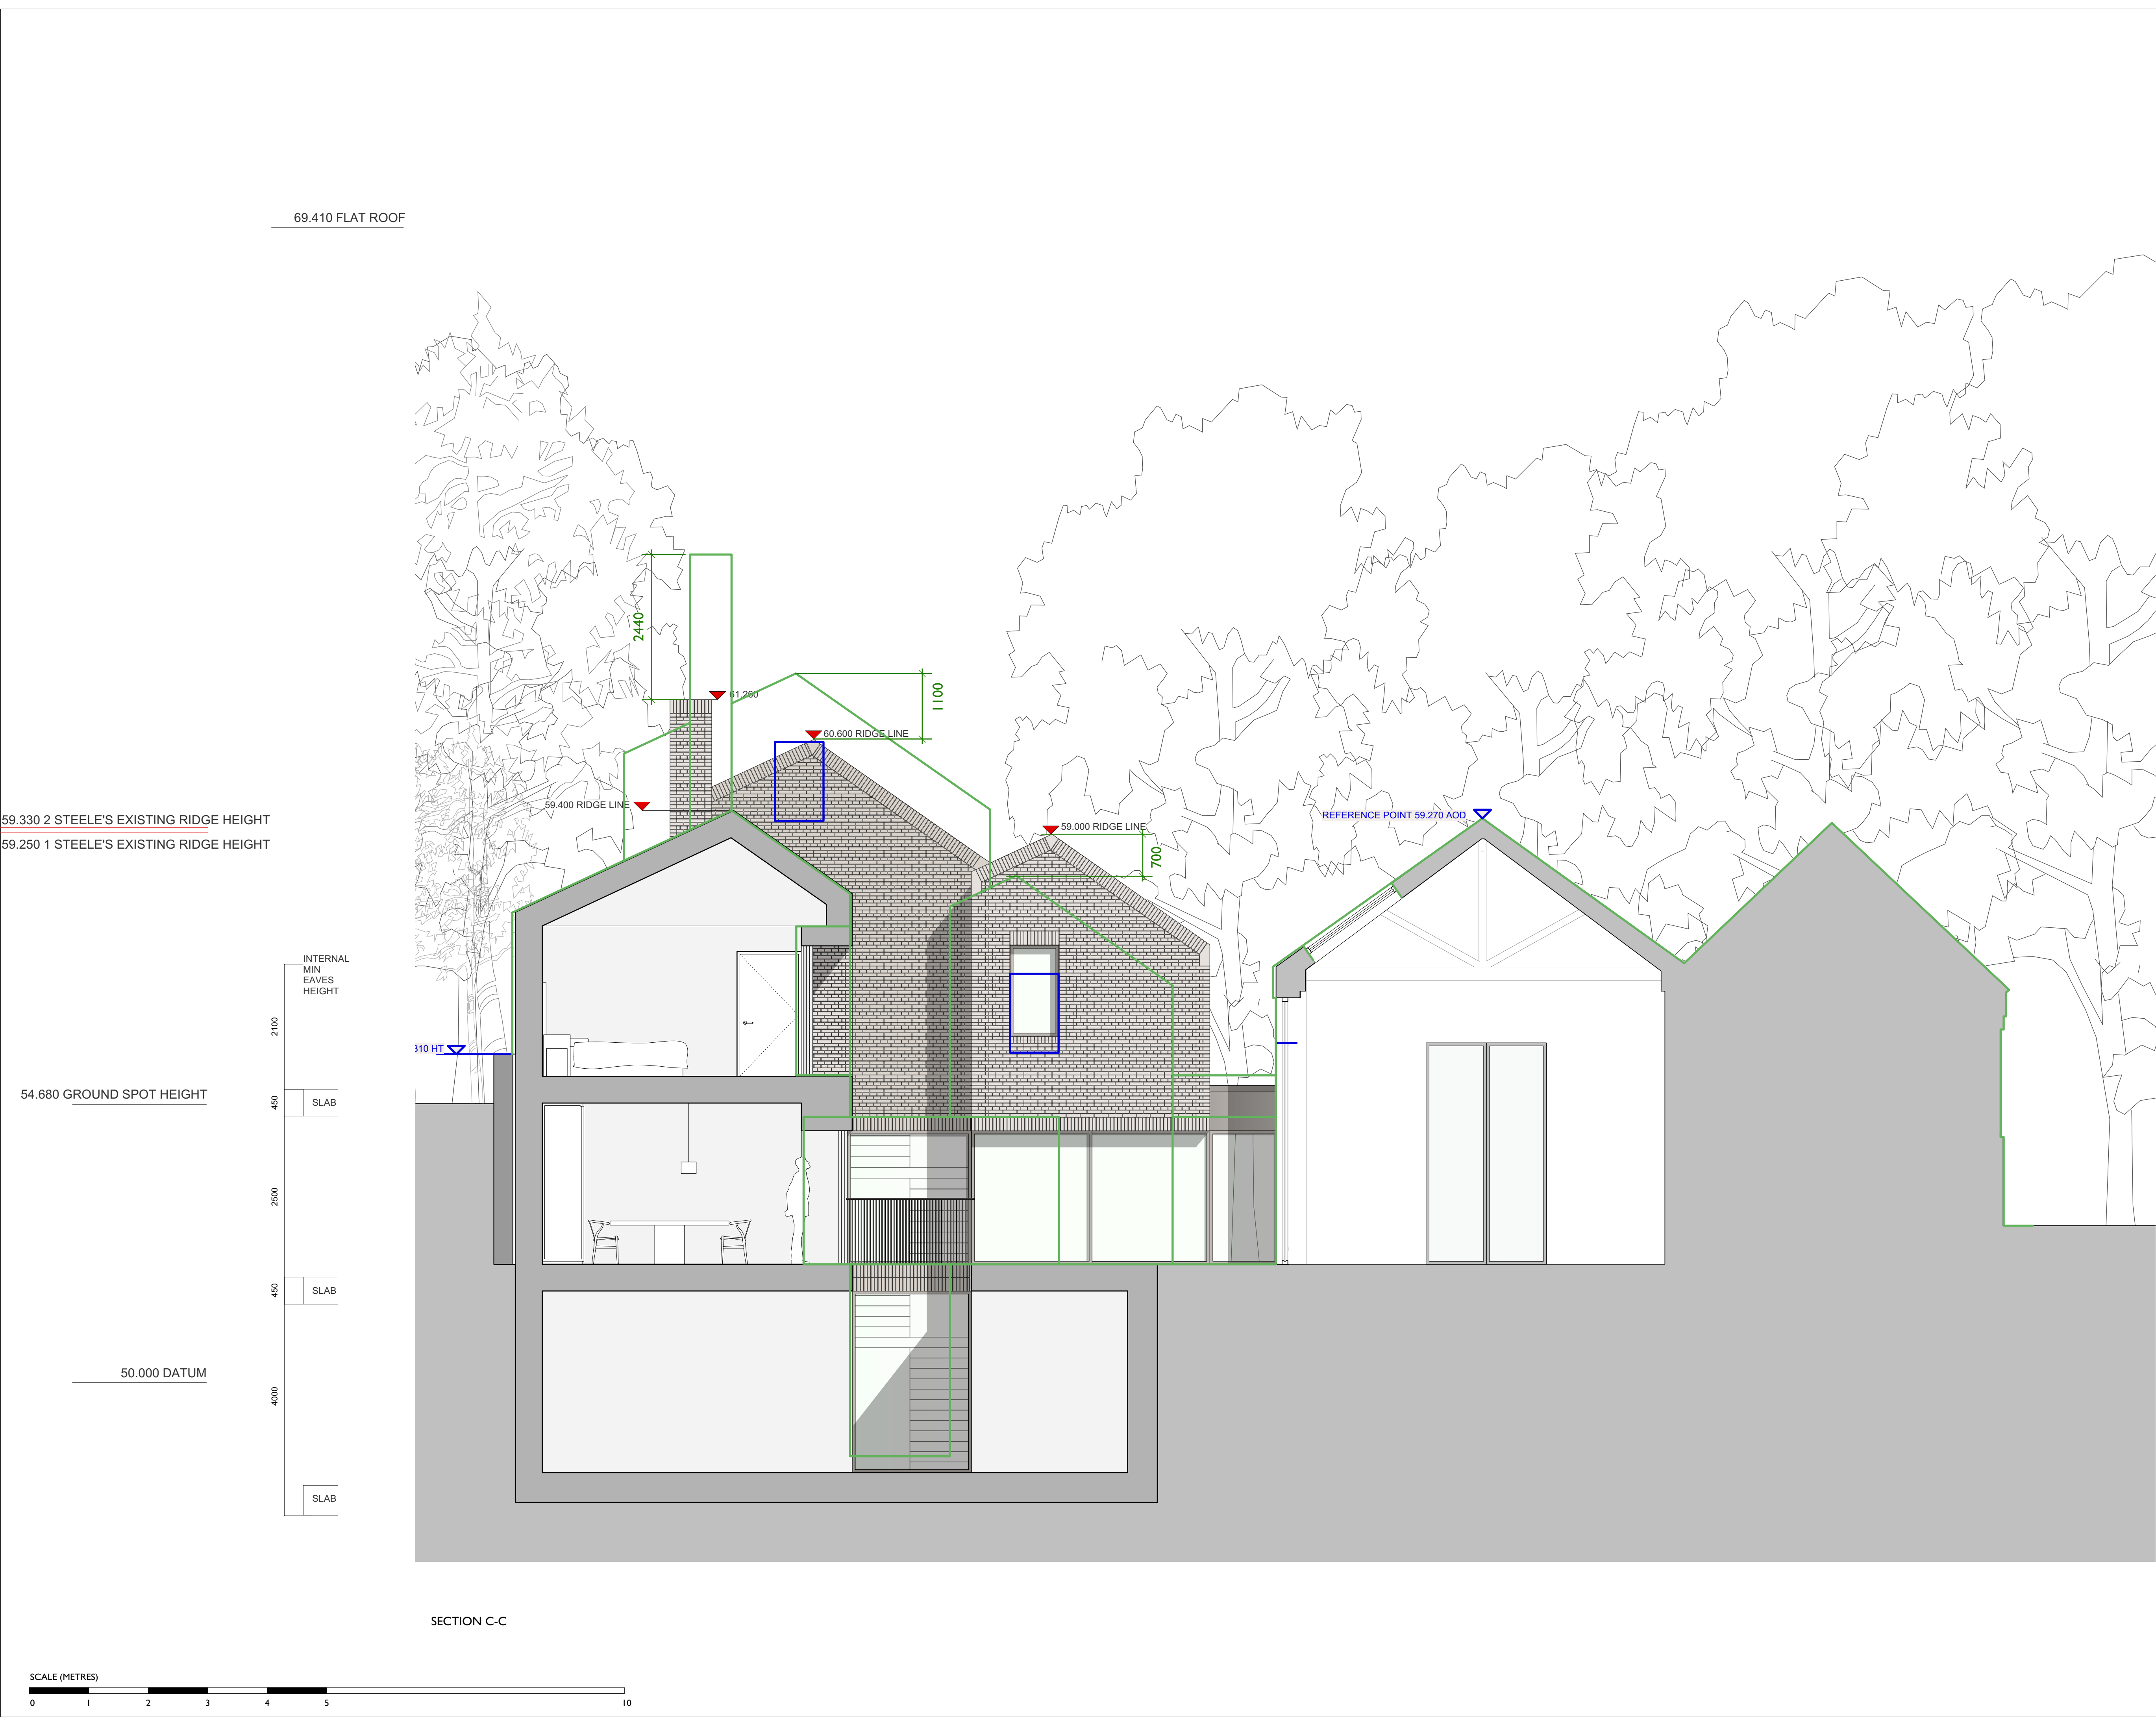 69.410 FLAT ROOF
2440
61.200
1100
60.600 RIDGE LINE
59.400 RIDGE LINE
59.330 2 STEELE'S EXISTING RIDGE HEIGHT
59.250 1 STEELE'S EXISTING RIDGE HEIGHT
59.000 RIDGE LINE
700
REFERENCE POINT 59.270 AOD
INTERNAL
MIN
EAVES
HEIGHT
2100
310 HT
54.680 GROUND SPOT HEIGHT
450
SLAB
2500
450
SLAB
50.000 DATUM
4000
SLAB
SECTION C-C
SCALE (METRES)
0 1 2 3 4 5 10